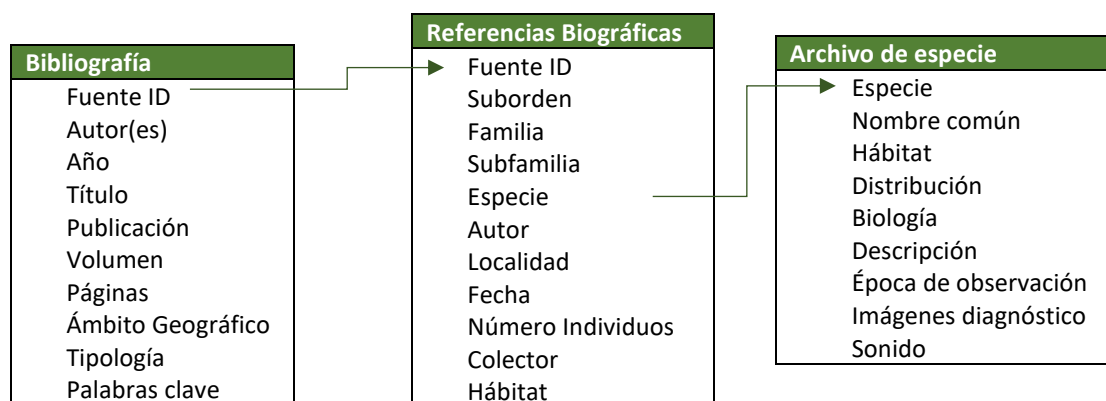 Bibliografía
Fuente ID
Autor(es)
Año
Título
Publicación
Volumen
Páginas
Ámbito Geográfico
Tipología
Palabras clave
Referencias Biográficas
Fuente ID
Suborden
Familia
Subfamilia
Especie
Autor
Localidad
Fecha
Número Individuos
Colector
Hábitat
Archivo de especie
Especie
Nombre común
Hábitat
Distribución
Biología
Descripción
Época de observación
Imágenes diagnóstico
Sonido